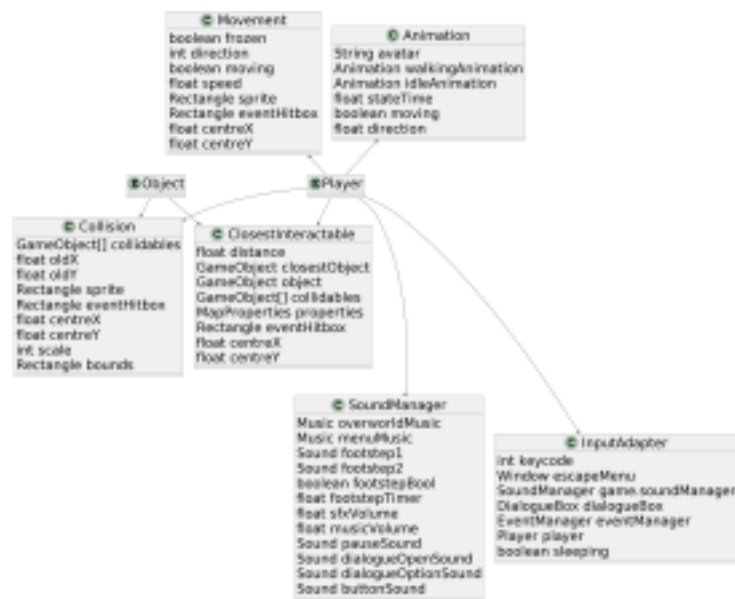 Movement
boolean frozen
int direction
boolean moving
float speed
Rectangle sprite
Rectangle eventHitbox
float centreX
float centreY
Animation
String avatar
Animation walkingAnimation
Animation idleAnimation
float stateTime
boolean moving
float direction
Object
Player
Collision
GameObject[] collidables
float oldX
float oldY
Rectangle sprite
Rectangle eventHitbox
float centreX
float centreY
int scale
Rectangle bounds
ClosestInteractable
float distance
GameObject closestObject
GameObject object
GameObject[] collidables
MapProperties properties
Rectangle eventHitbox
float centreX
float centreY
SoundManager
Music overworldMusic
Music menuMusic
Sound footstep1
Sound footstep2
boolean footstepBool
float footstepTimer
float sfxVolume
float musicVolume
Sound pauseSound
Sound dialogueOpenSound
Sound dialogueOptionSound
Sound buttonSound
InputAdapter
int keycode
Window escapeMenu
SoundManager game.soundManager
DialogueBox dialogueBox
EventManager eventManager
Player player
boolean sleeping